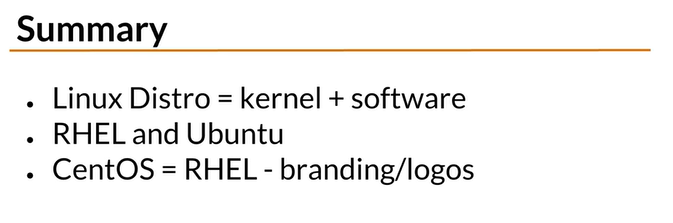 Summary
• Linux Distro = kernel + software
• RHEL and Ubuntu
• CentOS = RHEL - branding/logos